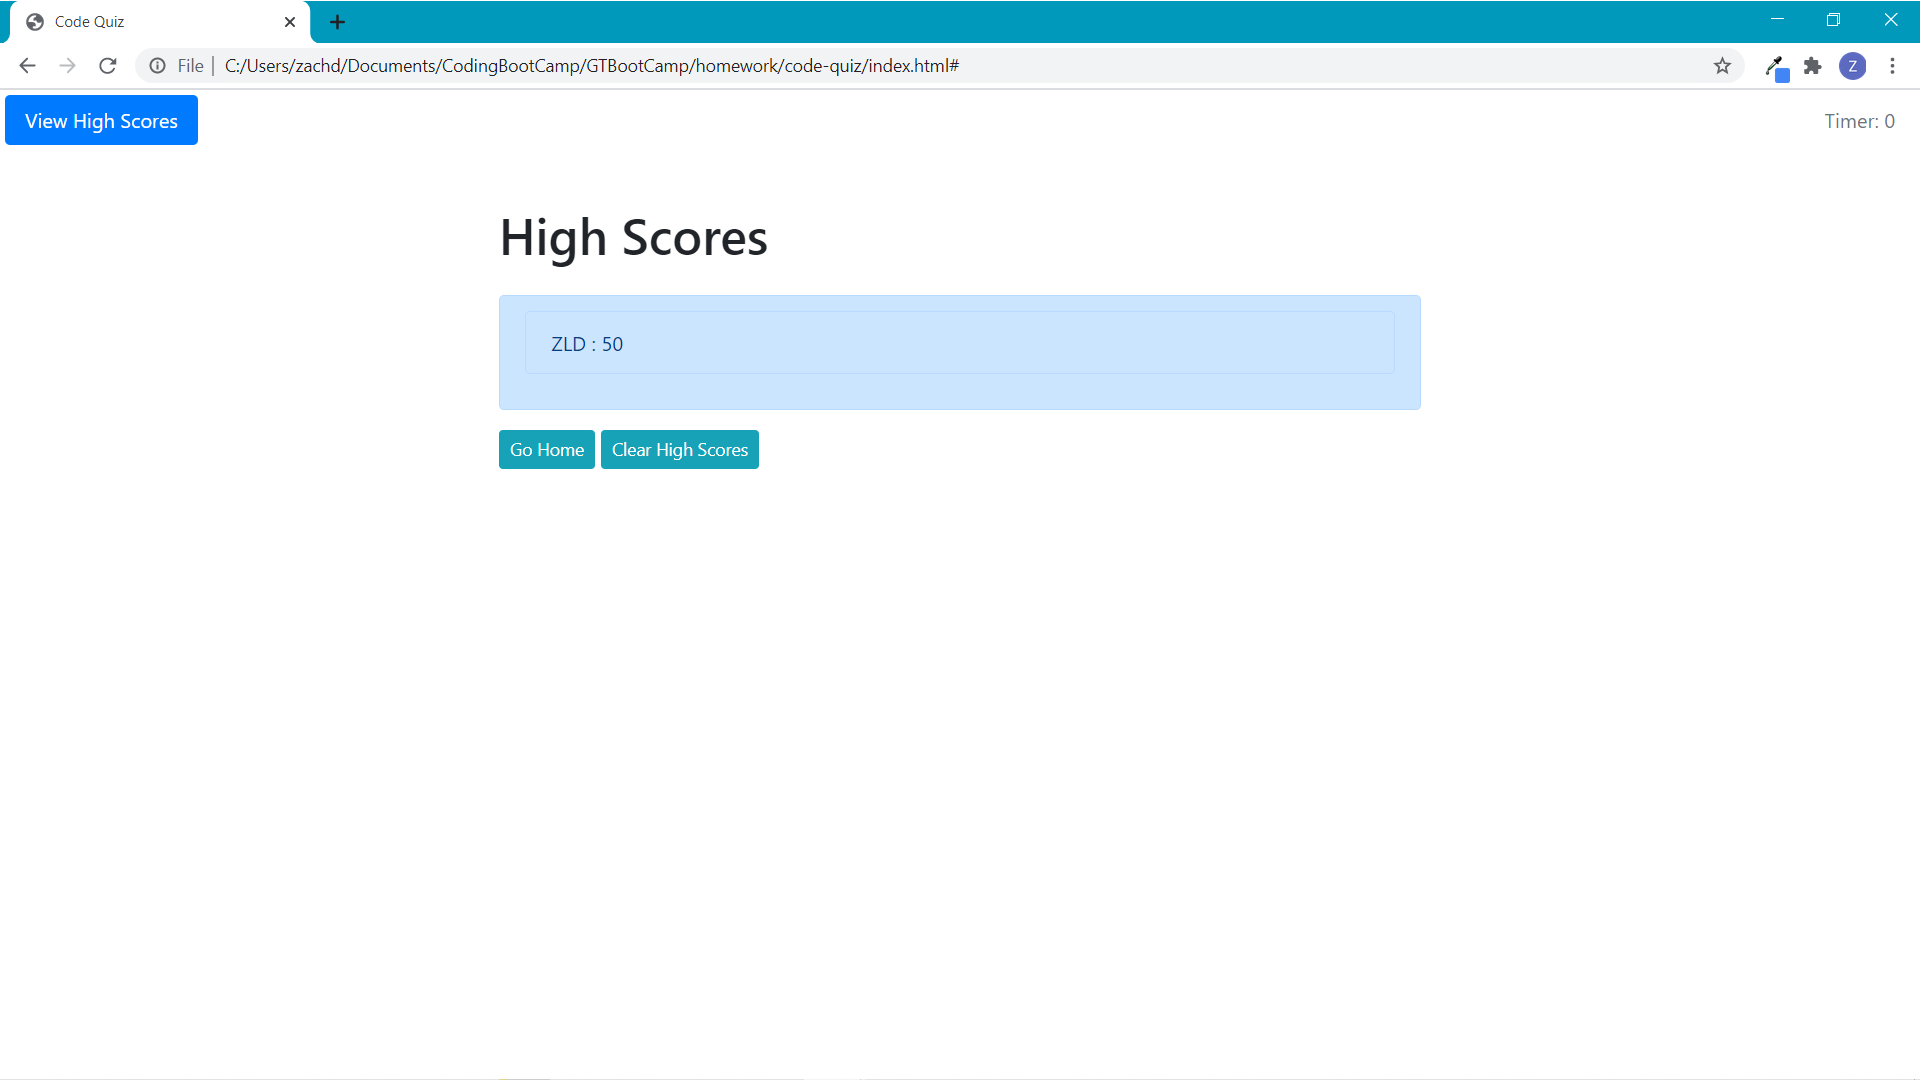 Code Quiz
File | C:/Users/zachd/Documents/CodingBootCamp/GTBootCamp/homework/code-quiz/index.html#
Z
View High Scores
Timer: 0
High Scores
ZLD : 50
Go Home
Clear High Scores